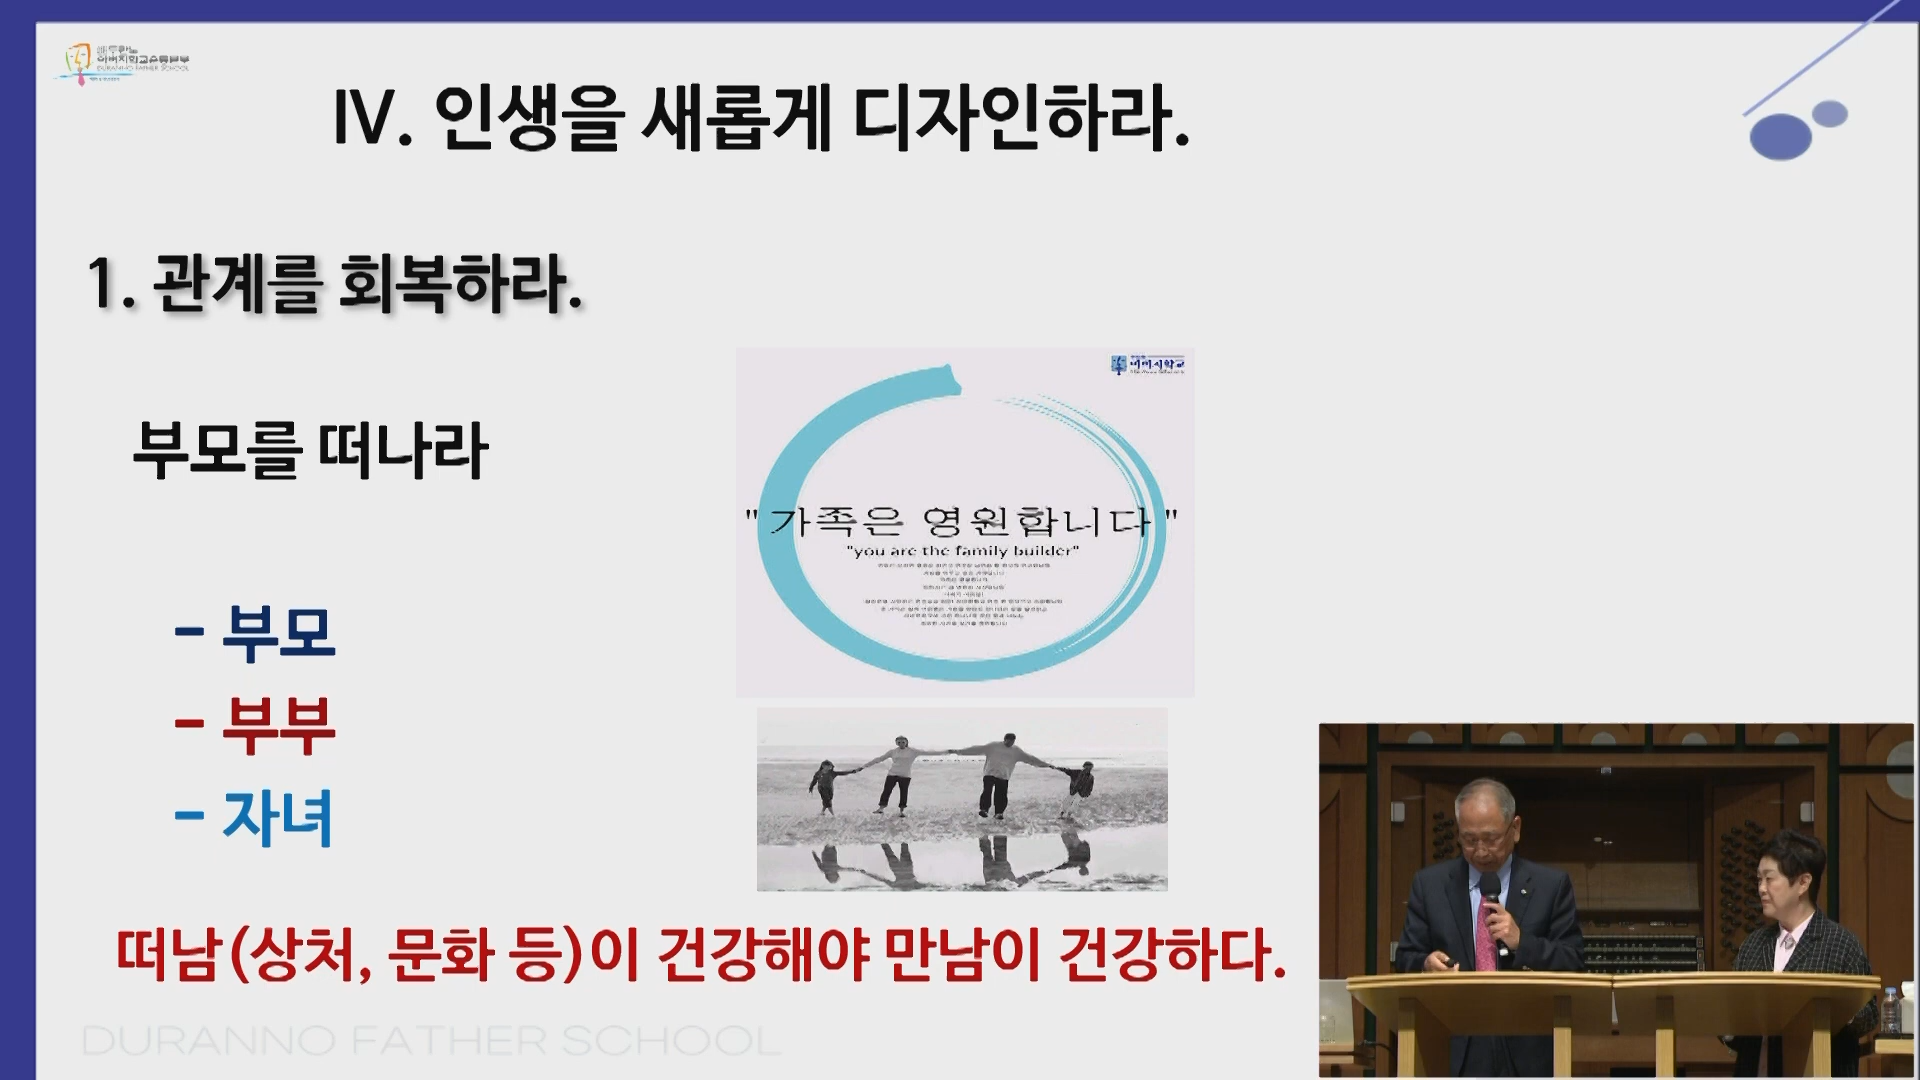 DURANNO FATHER SCHOOL
IV. 인생을 새롭게 디자인하라.
1. 관계를 회복하라.
부모를 떠나라
- 부모
- 부부
- 자녀
"가족은 영원합니다"
"you are the family builder"
떠남(상처, 문화 등)이 건강해야 만남이 건강하다.
DURANNO FATHER SCHOOL